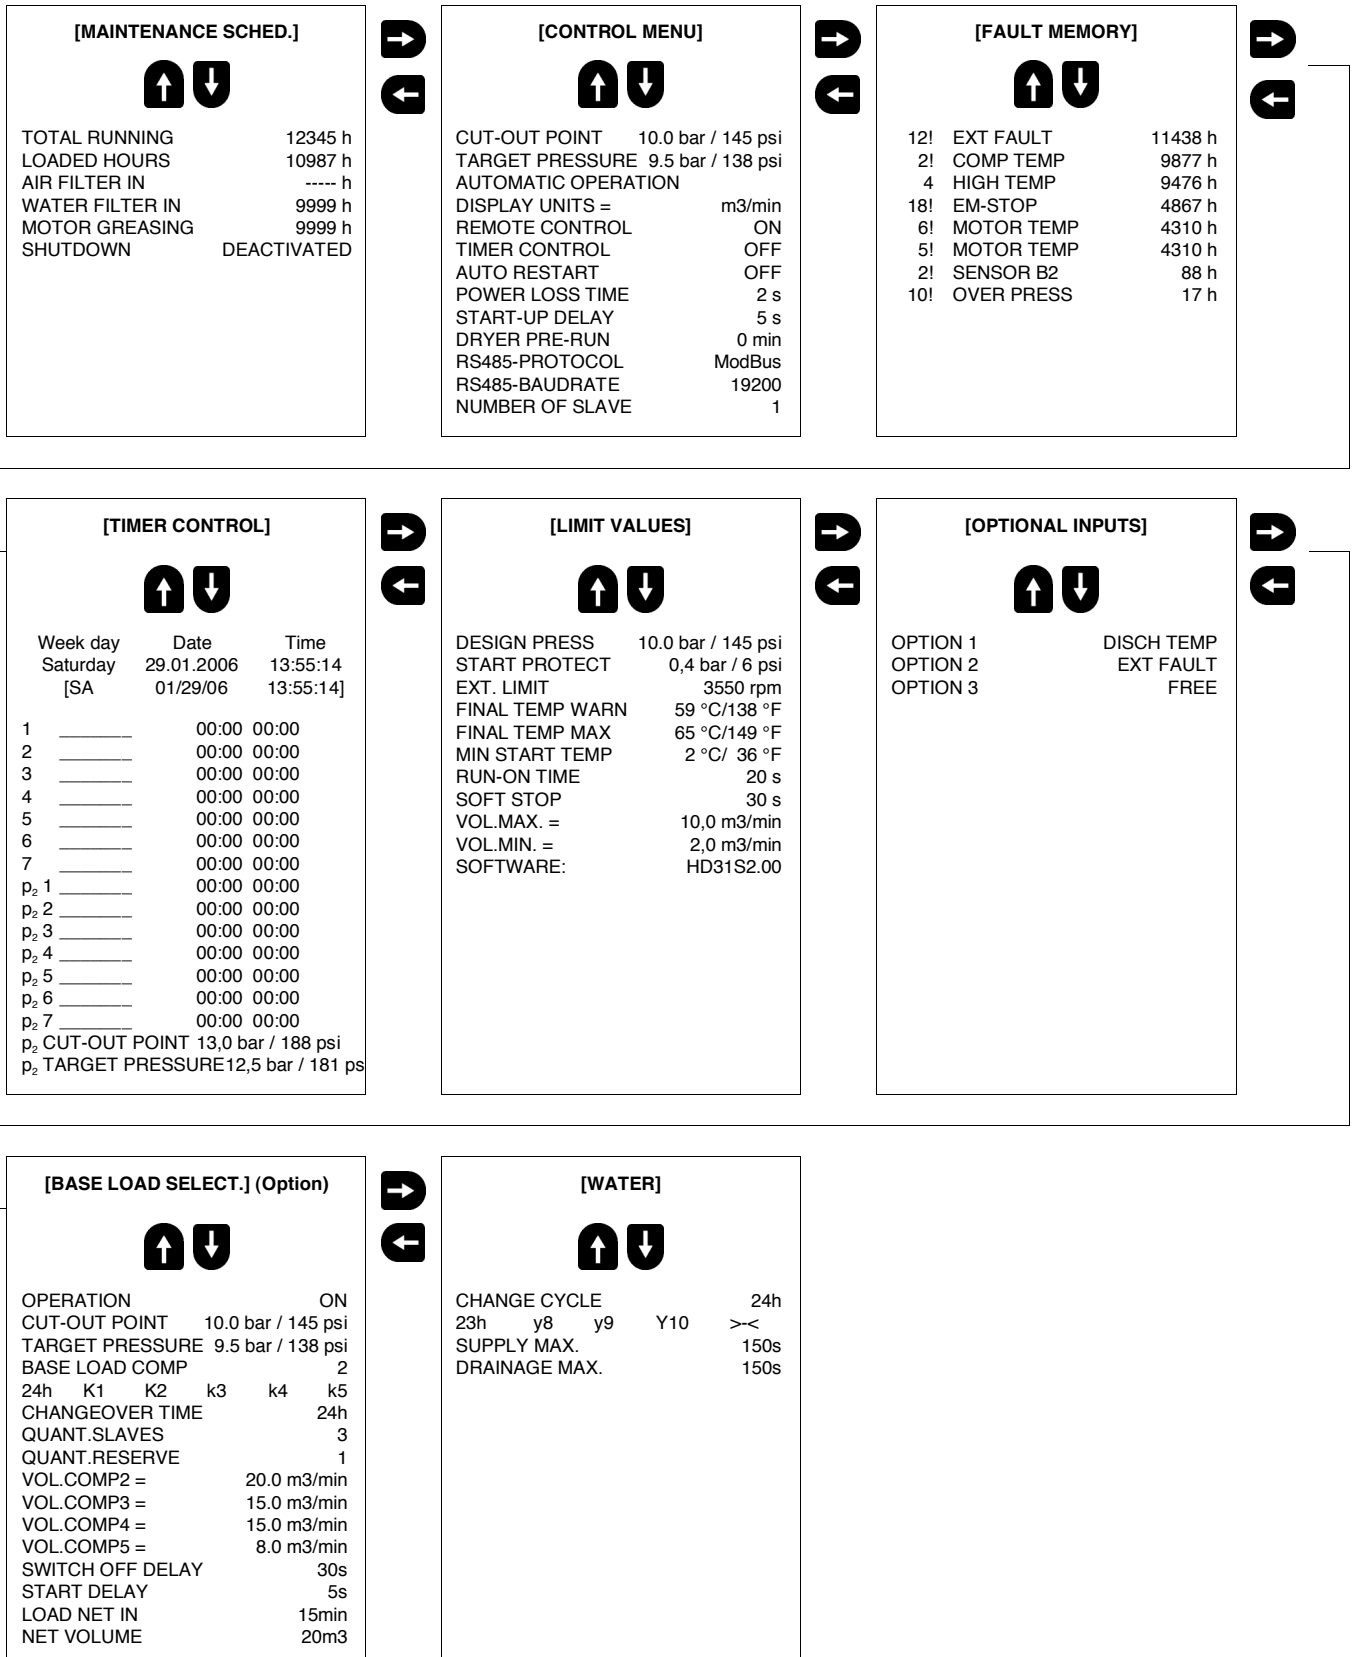 [MAINTENANCE SCHED.]
TOTAL RUNNING 12345 h
LOADED HOURS 10987 h
AIR FILTER IN ----- h
WATER FILTER IN 9999 h
MOTOR GREASING 9999 h
SHUTDOWN DEACTIVATED
[CONTROL MENU]
CUT-OUT POINT 10.0 bar / 145 psi
TARGET PRESSURE 9.5 bar / 138 psi
AUTOMATIC OPERATION
DISPLAY UNITS = m3/min
REMOTE CONTROL ON
TIMER CONTROL OFF
AUTO RESTART OFF
POWER LOSS TIME 2 s
START-UP DELAY 5 s
DRYER PRE-RUN 0 min
RS485-PROTOCOL ModBus
RS485-BAUDRATE 19200
NUMBER OF SLAVE 1
[FAULT MEMORY]
12! EXT FAULT 11438 h
2! COMP TEMP 9877 h
4 HIGH TEMP 9476 h
18! EM-STOP 4867 h
6! MOTOR TEMP 4310 h
5! MOTOR TEMP 4310 h
2! SENSOR B2 88 h
10! OVER PRESS 17 h
[TIMER CONTROL]
Week day Date Time
Saturday 29.01.2006 13:55:14
[SA 01/29/06 13:55:14]
1 _______ 00:00 00:00
2 _______ 00:00 00:00
3 _______ 00:00 00:00
4 _______ 00:00 00:00
5 _______ 00:00 00:00
6 _______ 00:00 00:00
7 _______ 00:00 00:00
p₂ 1 _______ 00:00 00:00
p₂ 2 _______ 00:00 00:00
p₂ 3 _______ 00:00 00:00
p₂ 4 _______ 00:00 00:00
p₂ 5 _______ 00:00 00:00
p₂ 6 _______ 00:00 00:00
p₂ 7 _______ 00:00 00:00
p₂ CUT-OUT POINT 13,0 bar / 188 psi
p₂ TARGET PRESSURE12,5 bar / 181 ps
[LIMIT VALUES]
DESIGN PRESS 10.0 bar / 145 psi
START PROTECT 0,4 bar / 6 psi
EXT. LIMIT 3550 rpm
FINAL TEMP WARN 59 °C/138 °F
FINAL TEMP MAX 65 °C/149 °F
MIN START TEMP 2 °C/ 36 °F
RUN-ON TIME 20 s
SOFT STOP 30 s
VOL.MAX. = 10,0 m3/min
VOL.MIN. = 2,0 m3/min
SOFTWARE: HD31S2.00
[OPTIONAL INPUTS]
OPTION 1 DISCH TEMP
OPTION 2 EXT FAULT
OPTION 3 FREE
[BASE LOAD SELECT.] (Option)
OPERATION ON
CUT-OUT POINT 10.0 bar / 145 psi
TARGET PRESSURE 9.5 bar / 138 psi
BASE LOAD COMP 2
24h K1 K2 k3 k4 k5
CHANGEOVER TIME 24h
QUANT.SLAVES 3
QUANT.RESERVE 1
VOL.COMP2 = 20.0 m3/min
VOL.COMP3 = 15.0 m3/min
VOL.COMP4 = 15.0 m3/min
VOL.COMP5 = 8.0 m3/min
SWITCH OFF DELAY 30s
START DELAY 5s
LOAD NET IN 15min
NET VOLUME 20m3
[WATER]
CHANGE CYCLE 24h
23h y8 y9 Y10 >-<
SUPPLY MAX. 150s
DRAINAGE MAX. 150s